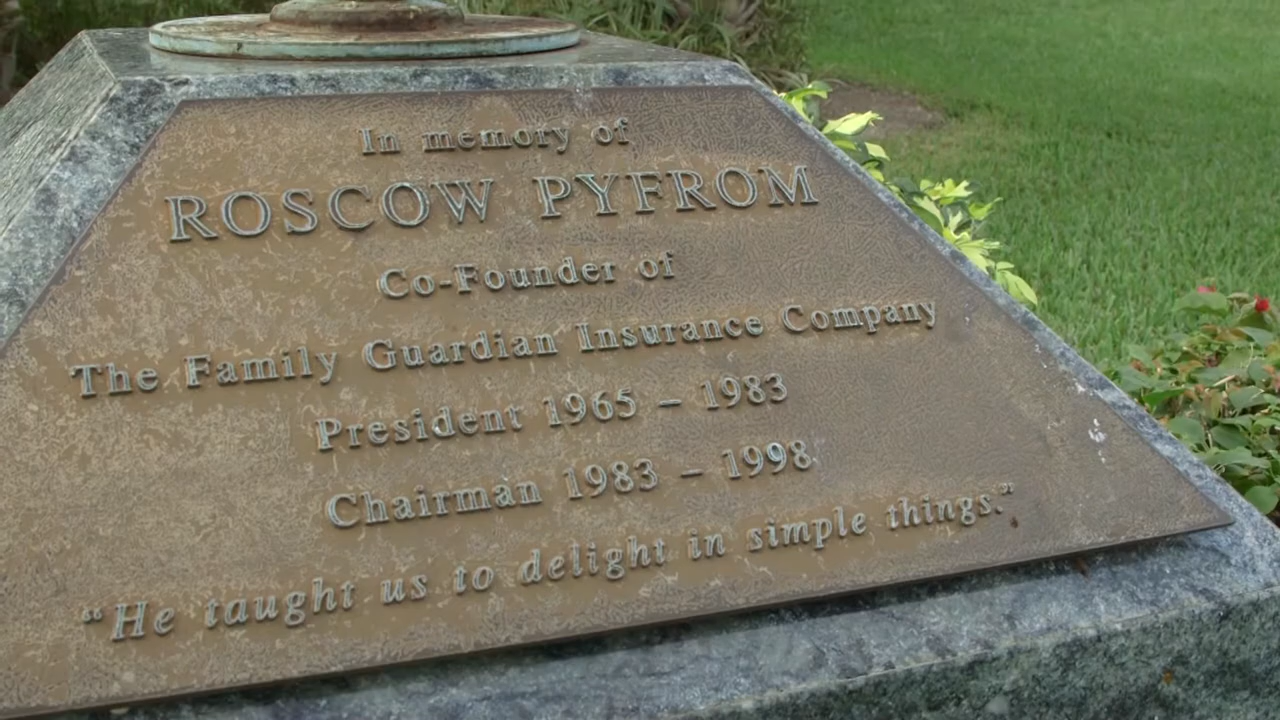 In memory of
ROSCOW PYFROM
Co-Founder of
The Family Guardian Insurance Company
President 1965 – 1983
Chairman 1983 – 1998
“He taught us to delight in simple things.”